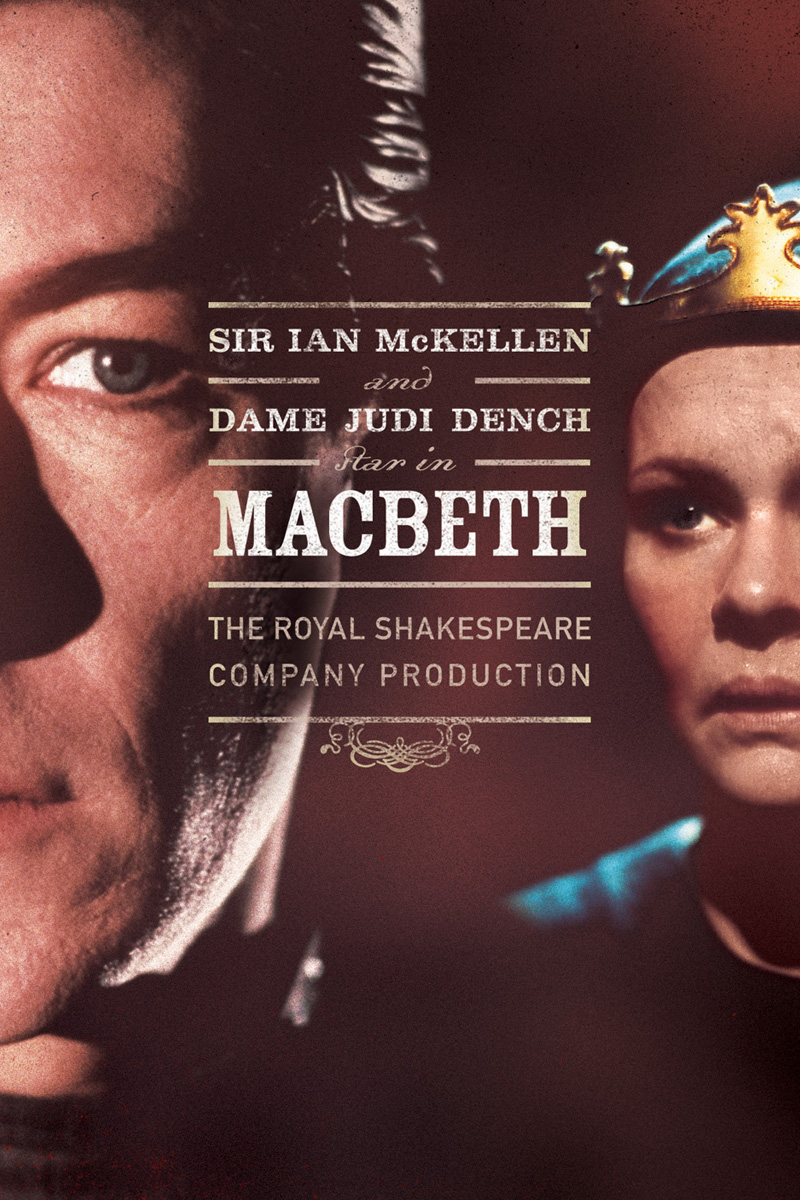 SIR IAN McKELLEN
and
DAME JUDI DENCH
star in
MACBETH
THE ROYAL SHAKESPEARE
COMPANY PRODUCTION